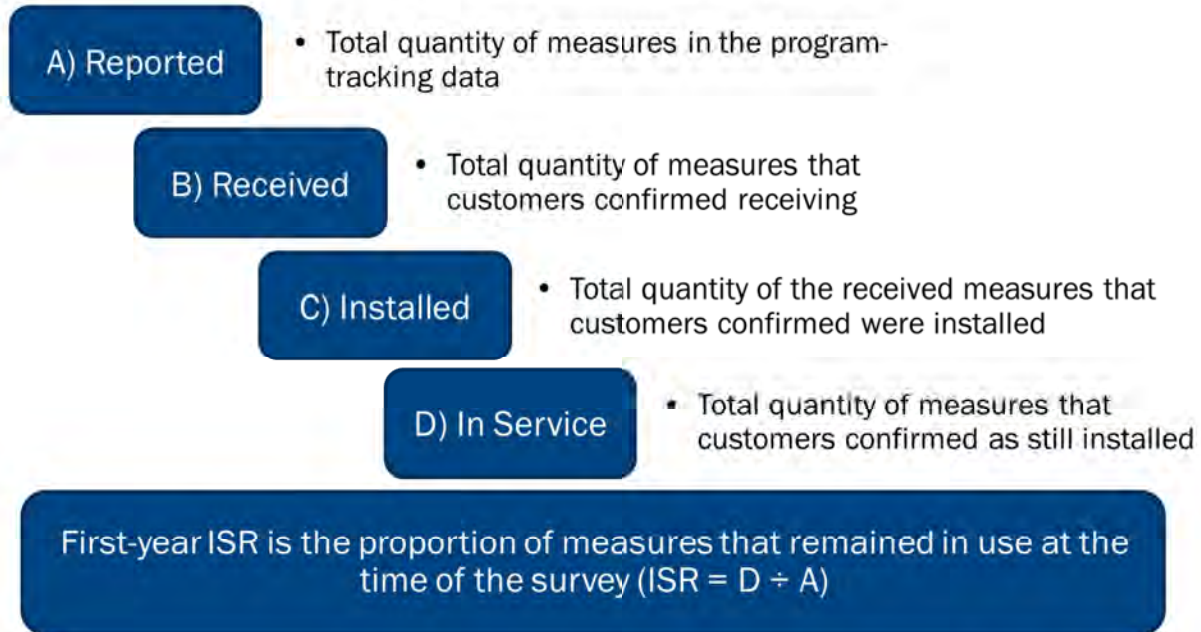 A) Reported
• Total quantity of measures in the program-
tracking data
B) Received
• Total quantity of measures that
customers confirmed receiving
C) Installed
• Total quantity of the received measures that
customers confirmed were installed
D) In Service
• Total quantity of measures that
customers confirmed as still installed
First-year ISR is the proportion of measures that remained in use at the
time of the survey (ISR = D ÷ A)